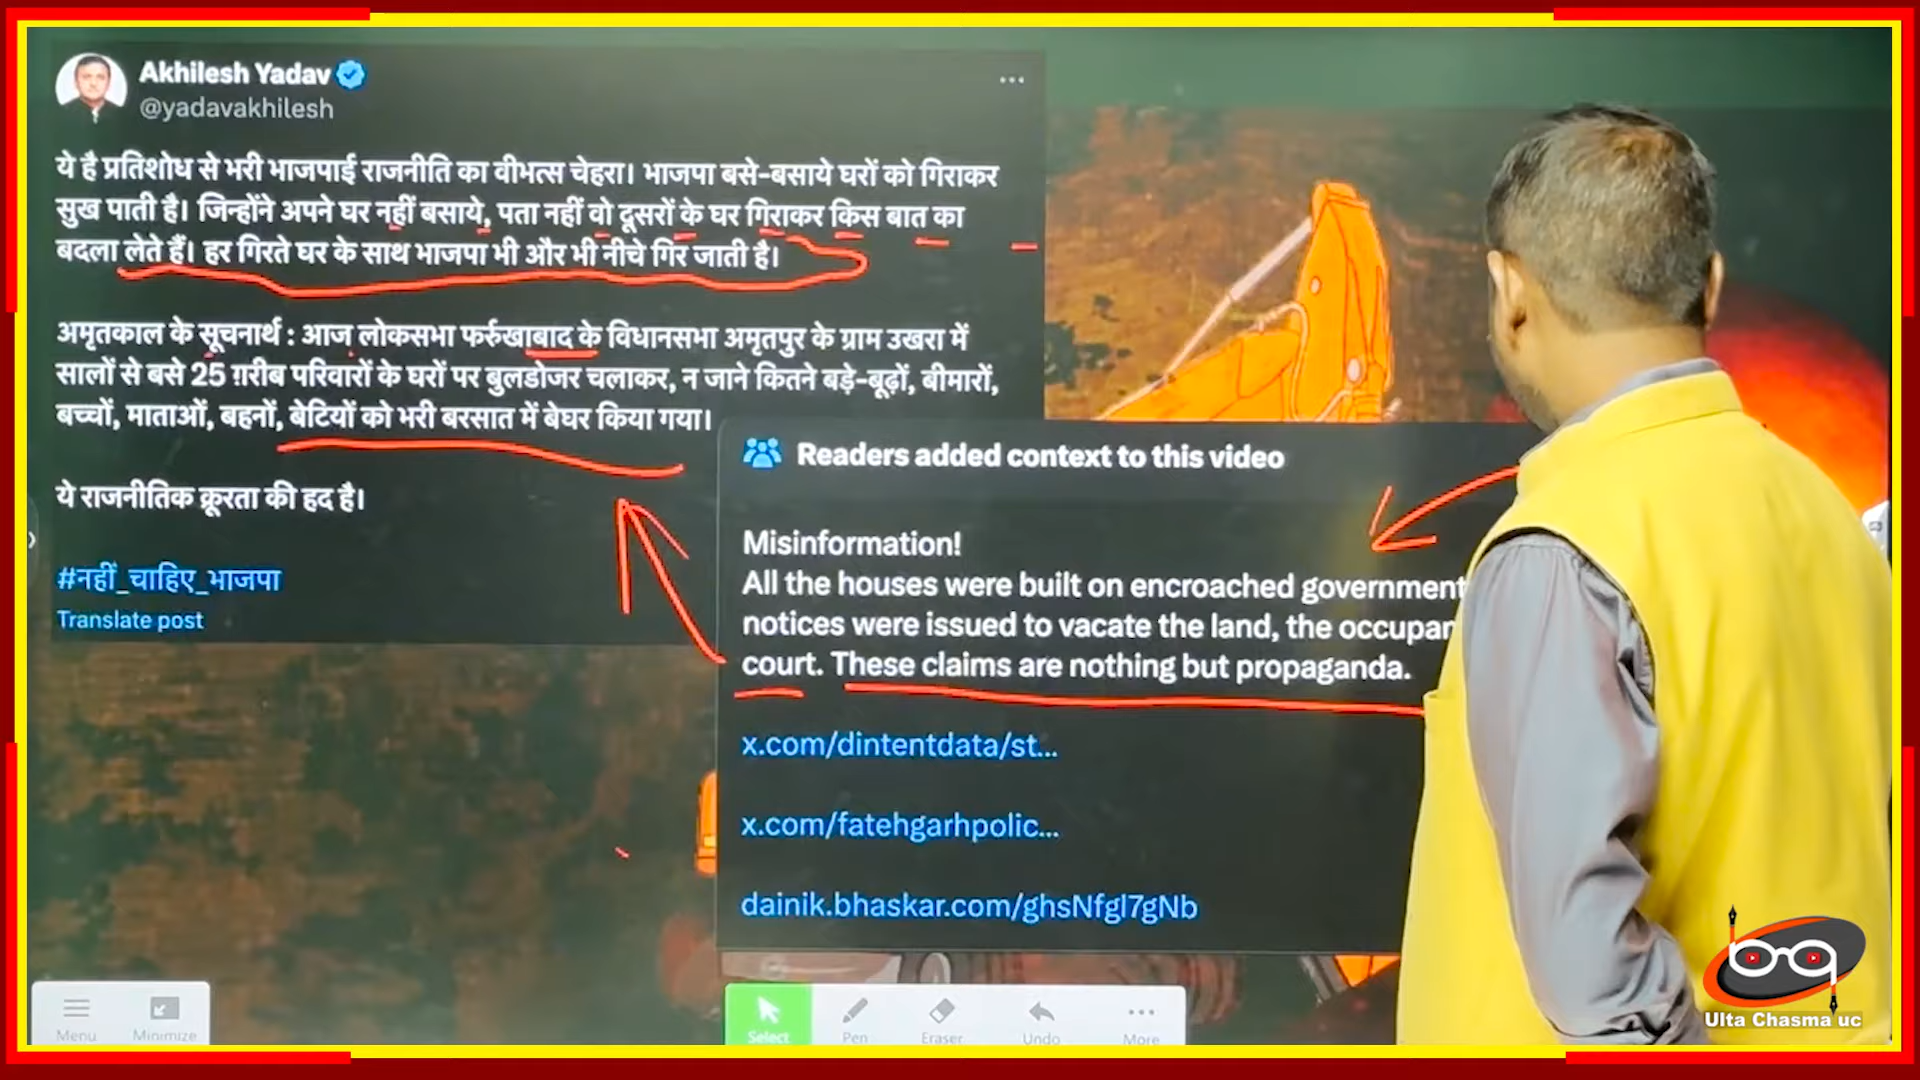 Akhilesh Yadav
@yadavakhilesh
ये है प्रतिशोध से भरी भाजपाई राजनीति का वीभत्स चेहरा। भाजपा बसे-बसाये घरों को गिराकर
सुख पाती है। जिन्होंने अपने घर नहीं बसाये, पता नहीं वो दूसरों के घर गिराकर किस बात का
बदला लेते हैं। हर गिरते घर के साथ भाजपा भी और भी नीचे गिर जाती है।
अमृतकाल के सूचनार्थ : आज लोकसभा फर्रुखाबाद के विधानसभा अमृतपुर के ग्राम उखरा में
सालों से बसे 25 ग़रीब परिवारों के घरों पर बुलडोजर चलाकर, न जाने कितने बड़े-बूढ़ों, बीमारों,
बच्चों, माताओं, बहनों, बेटियों को भरी बरसात में बेघर किया गया।
ये राजनीतिक क्रूरता की हद है।
#नहीं_चाहिए_भाजपा
Translate post
Readers added context to this video
Misinformation!
All the houses were built on encroached government
notices were issued to vacate the land, the occupan
court. These claims are nothing but propaganda.
x.com/dintentdata/st...
x.com/fatehgarhpolic...
dainik.bhaskar.com/ghsNfgl7gNb
Menu Minimize
Select Pen Eraser Undo More
Ulta Chasma uc